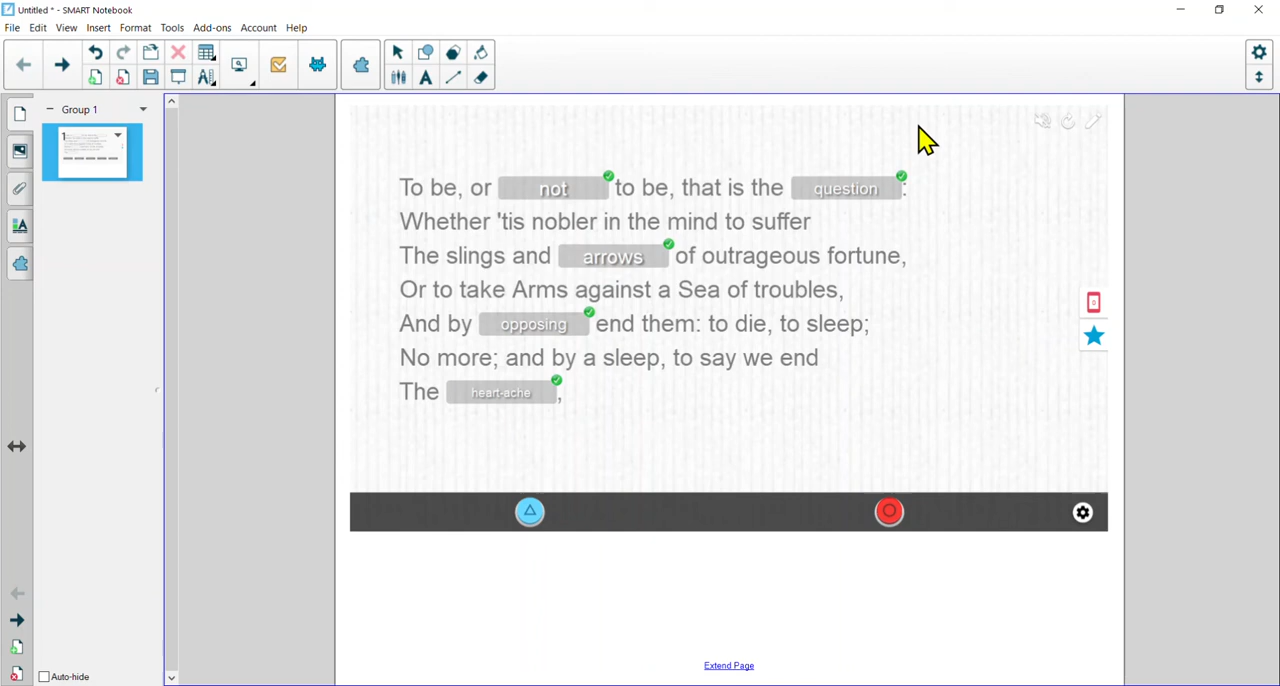 Untitled * - SMART Notebook
File Edit View Insert Format Tools Add-ons Account Help
Group 1
1
To be, or not to be, that is the question:
Whether 'tis nobler in the mind to suffer
The slings and arrows of outrageous fortune,
Or to take Arms against a Sea of troubles,
And by opposing end them: to die, to sleep;
No more; and by a sleep, to say we end
The heart-ache,
0
Extend Page
Auto-hide